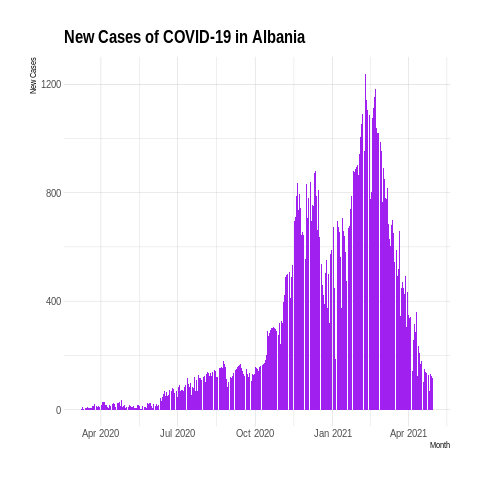 New Cases of COVID-19 in Albania
New Cases
1200
800
400
0
Apr 2020 Jul 2020 Oct 2020 Jan 2021 Apr 2021
Month